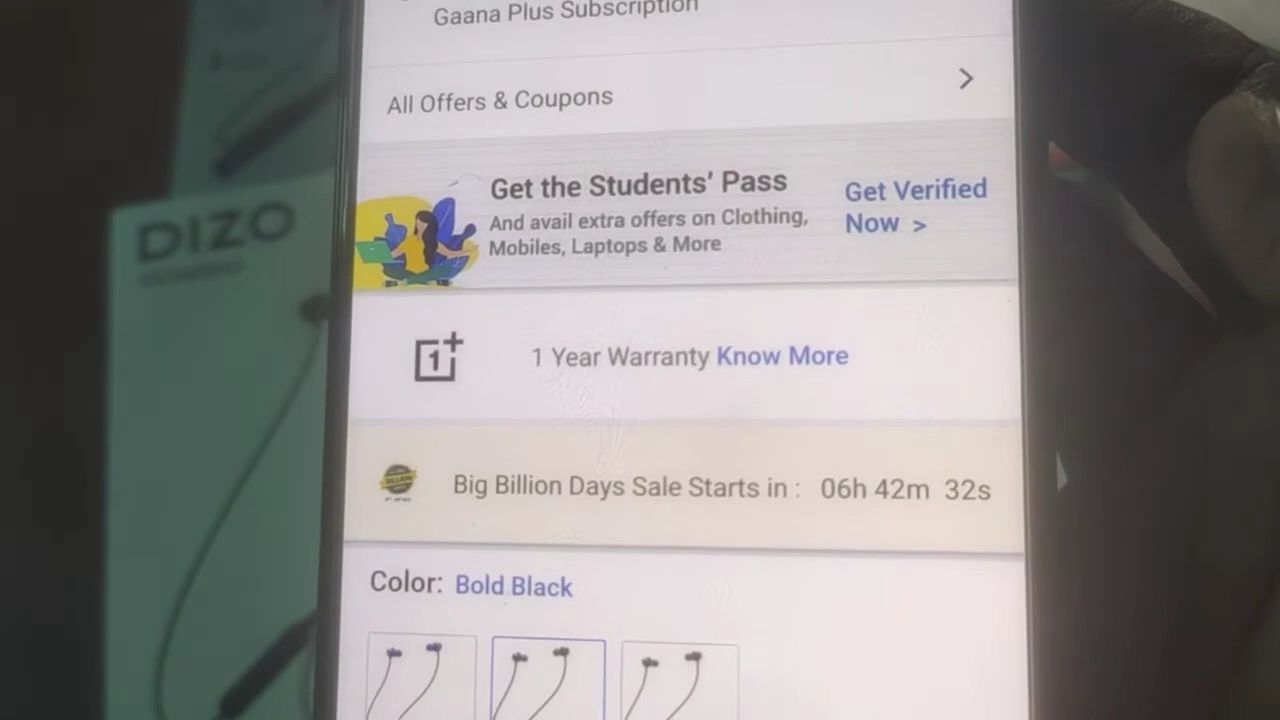 Gaana Plus Subscription
All Offers & Coupons
Get the Students' Pass
And avail extra offers on Clothing,
Mobiles, Laptops & More
Get Verified
Now >
1+
1 Year Warranty Know More
Big Billion Days Sale Starts in : 06h 42m 32s
Color: Bold Black
DIZO
Wireless